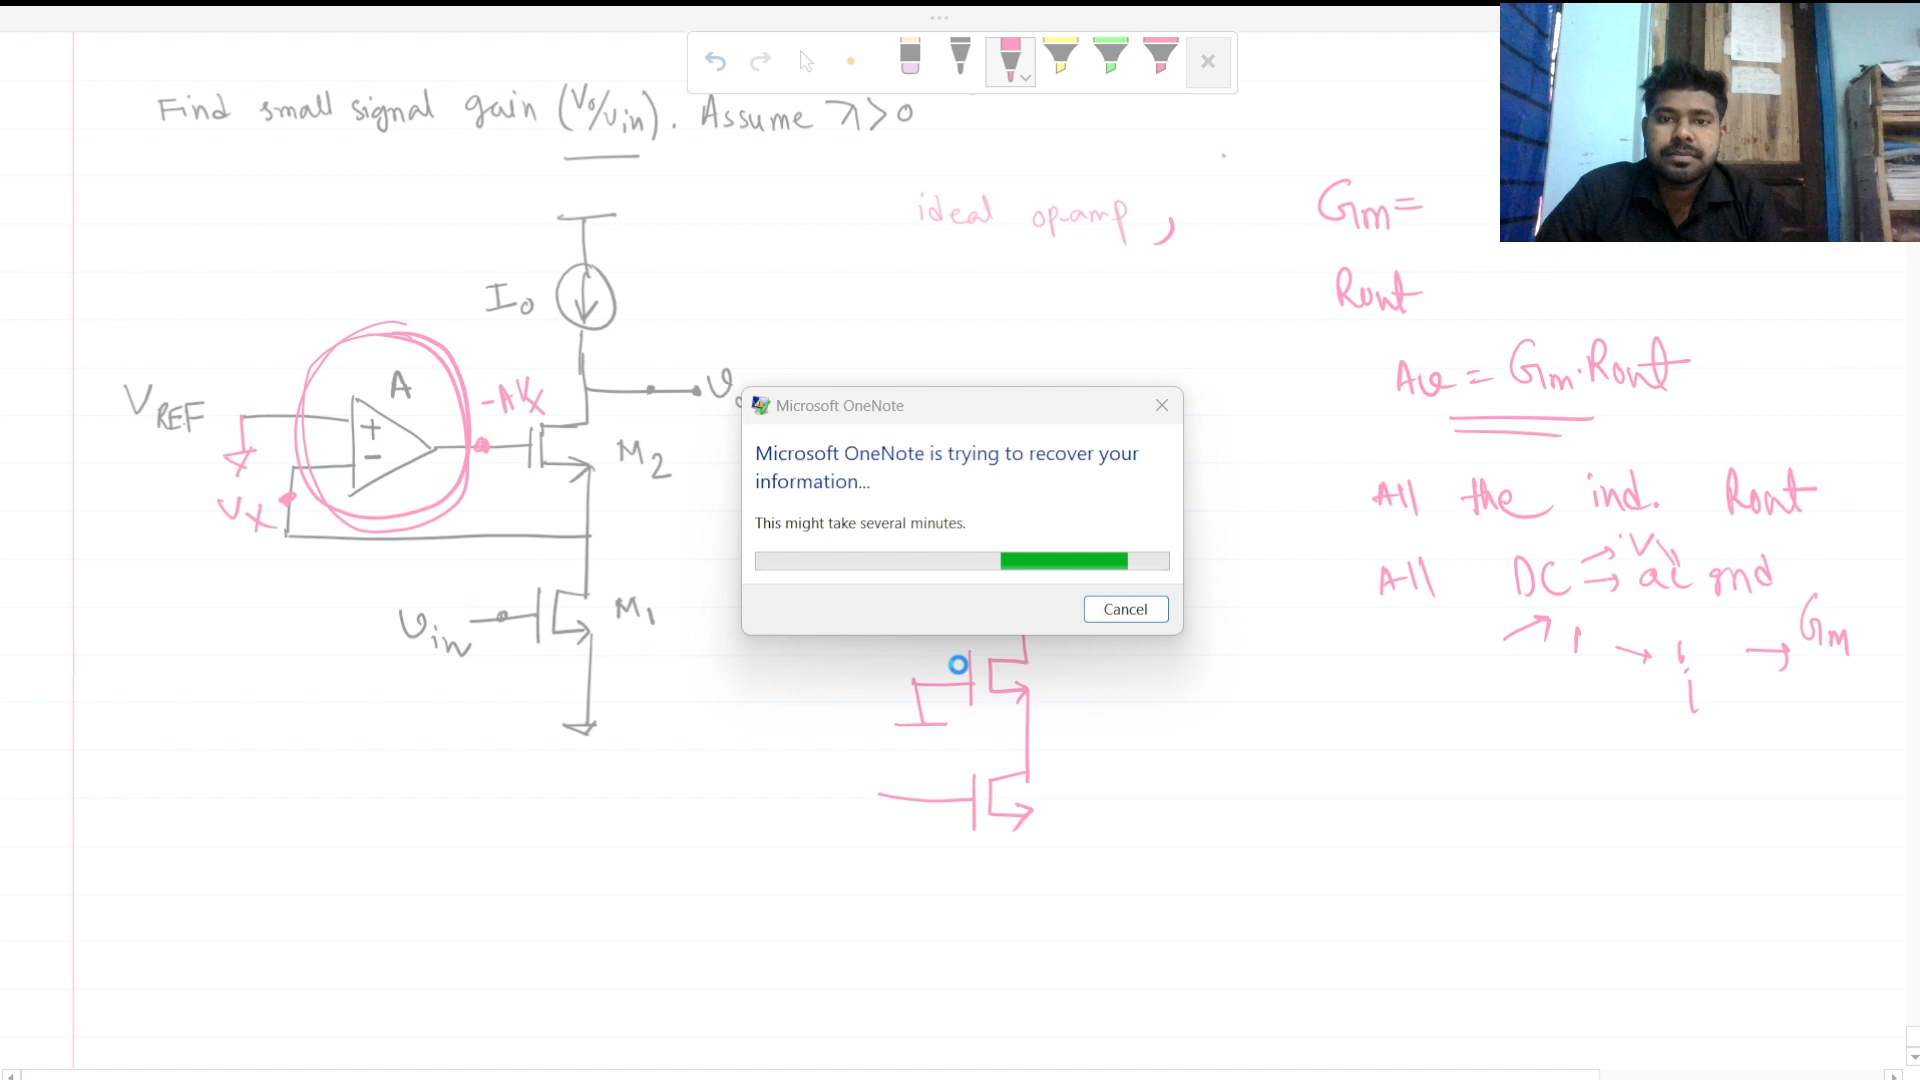 Find small signal gain (Vo/Vin). Assume λ>0
ideal op-amp,
Gm=
Rout
I0
A
-AVx
VREF
+
-
M2
Vx
Av = Gm.Rout
Microsoft OneNote
Microsoft OneNote is trying to recover your
information...
This might take several minutes.
Cancel
All the ind. Rout
All DC → ac gnd
Vin
M1
Gm
i